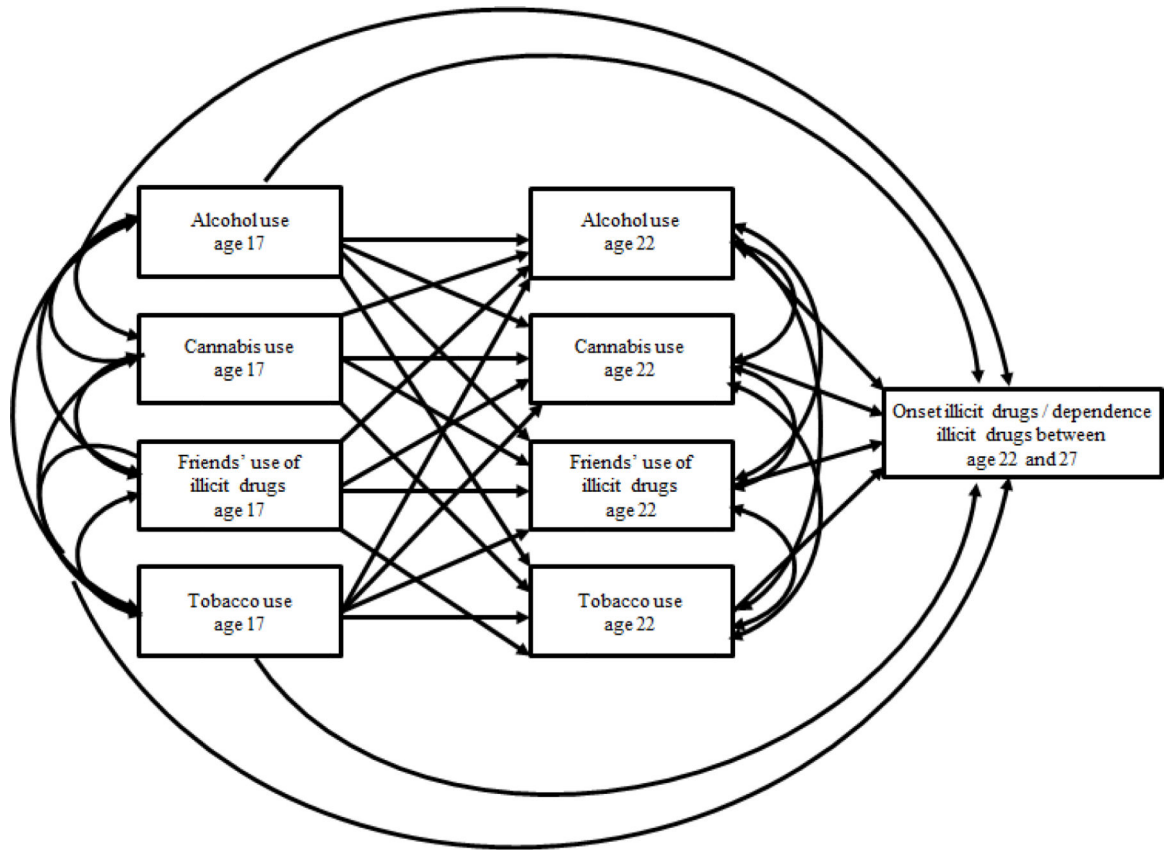 Alcohol use
age 17
Alcohol use
age 22
Cannabis use
age 17
Cannabis use
age 22
Onset illicit drugs / dependence
illicit drugs between
age 22 and 27
Friends' use of
illicit drugs
age 17
Friends' use of
illicit drugs
age 22
Tobacco use
age 17
Tobacco use
age 22